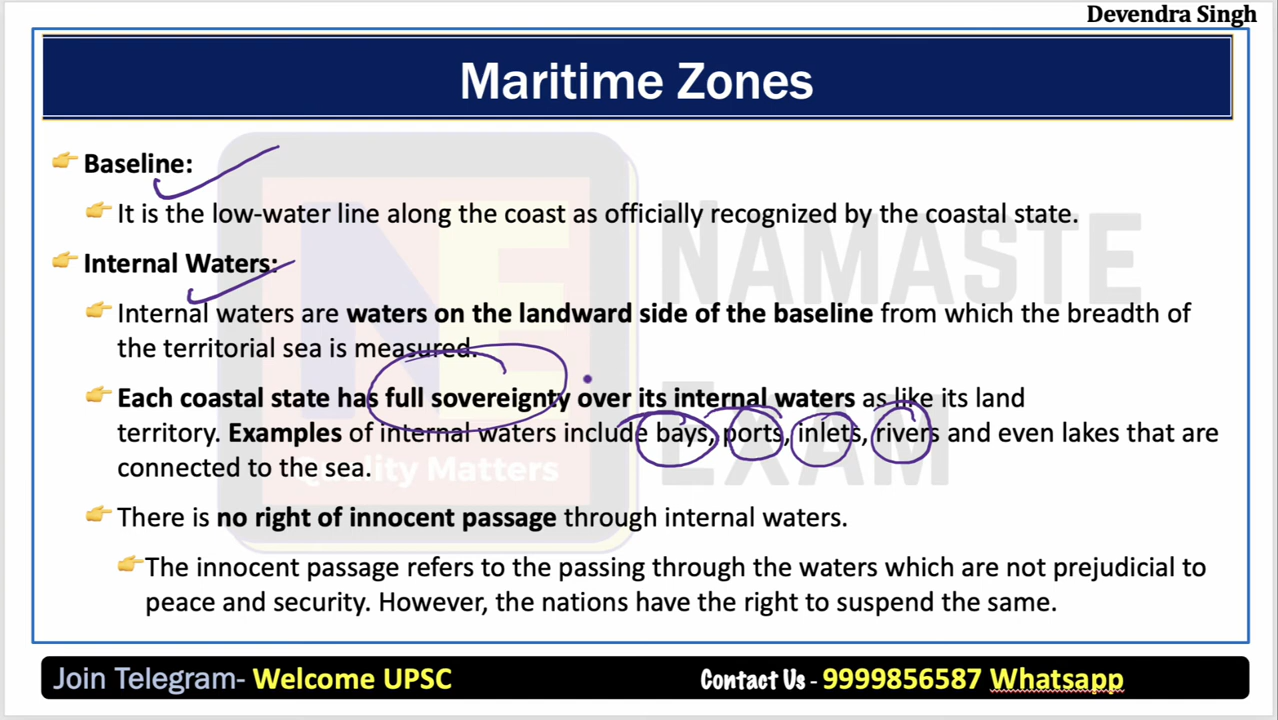 Devendra Singh
Maritime Zones
Baseline:
It is the low-water line along the coast as officially recognized by the coastal state.
Internal Waters:
Internal waters are waters on the landward side of the baseline from which the breadth of
the territorial sea is measured.
Each coastal state has full sovereignty over its internal waters as like its land
territory. Examples of internal waters include bays, ports, inlets, rivers and even lakes that are
connected to the sea.
There is no right of innocent passage through internal waters.
The innocent passage refers to the passing through the waters which are not prejudicial to
peace and security. However, the nations have the right to suspend the same.
NE
Quality Matters
NAMASTE
EXAM
Join Telegram- Welcome UPSC
Contact Us - 9999856587 Whatsapp